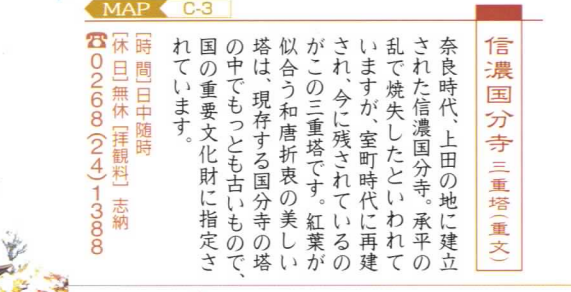 MAP C-3
信濃国分寺 三重塔(重文)
奈良時代、上田の地に建立
された信濃国分寺。承平の
乱で焼失したといわれて
いますが、室町時代に再建
され、今に残されているの
がこの三重塔です。紅葉が
似合う和唐折衷の美しい
塔は、現存する国分寺の塔
の中でもっとも古いもので、
国の重要文化財に指定さ
れています。
[時 間]日中随時
[休 日]無休 [拝観料] 志納
☎0268(24)1388